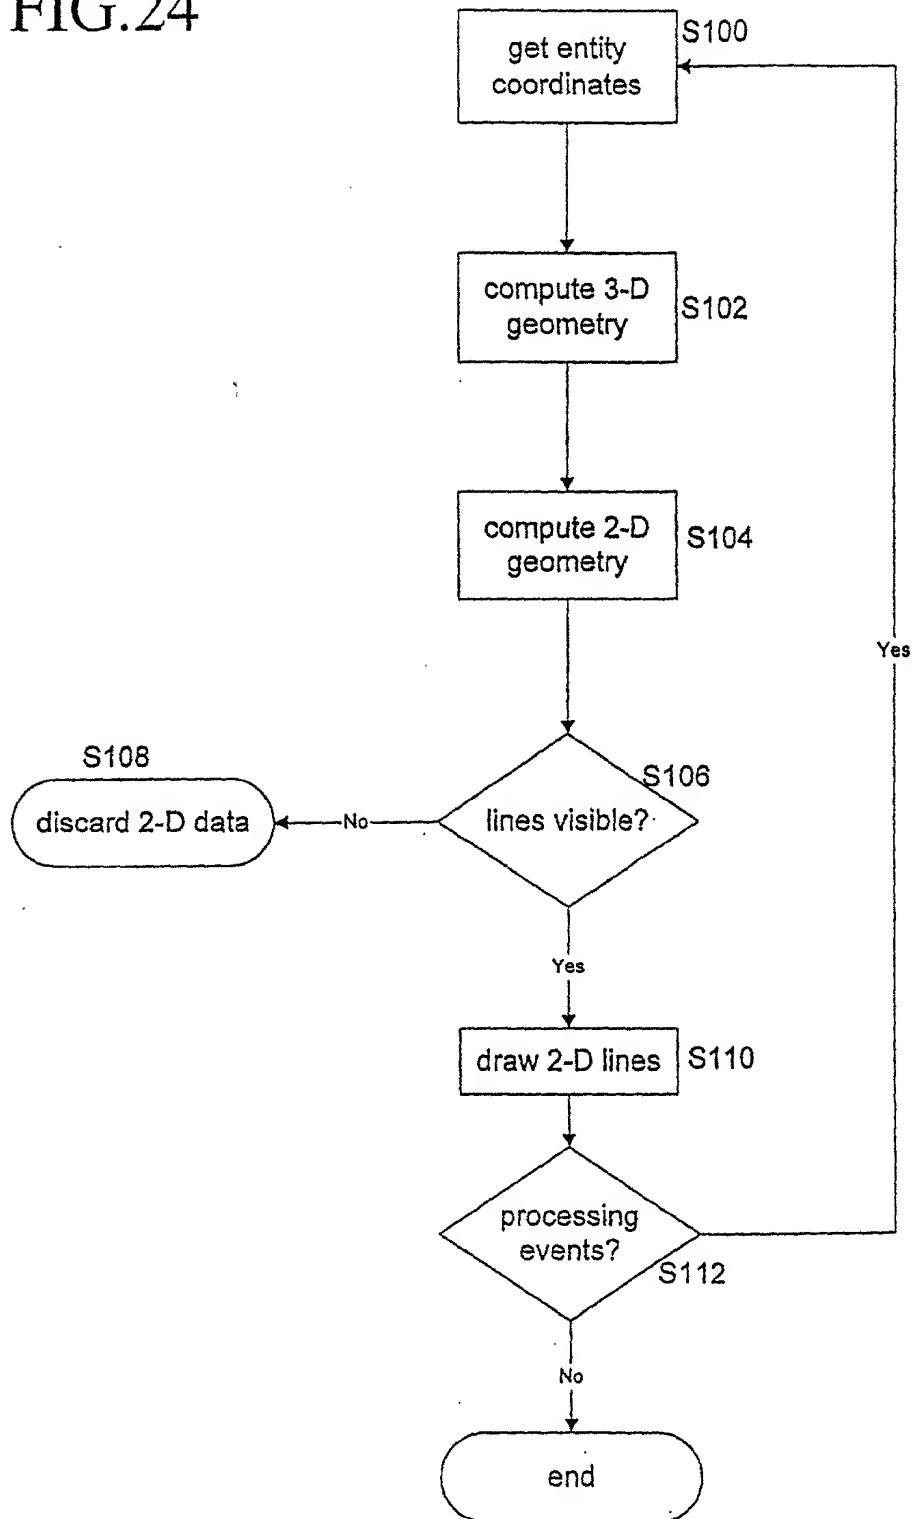 FIG.24
get entity
coordinates
S100
compute 3-D
geometry
S102
compute 2-D
geometry
S104
Yes
S108
discard 2-D data
No
lines visible?
S106
Yes
draw 2-D lines
S110
processing
events?
S112
No
end